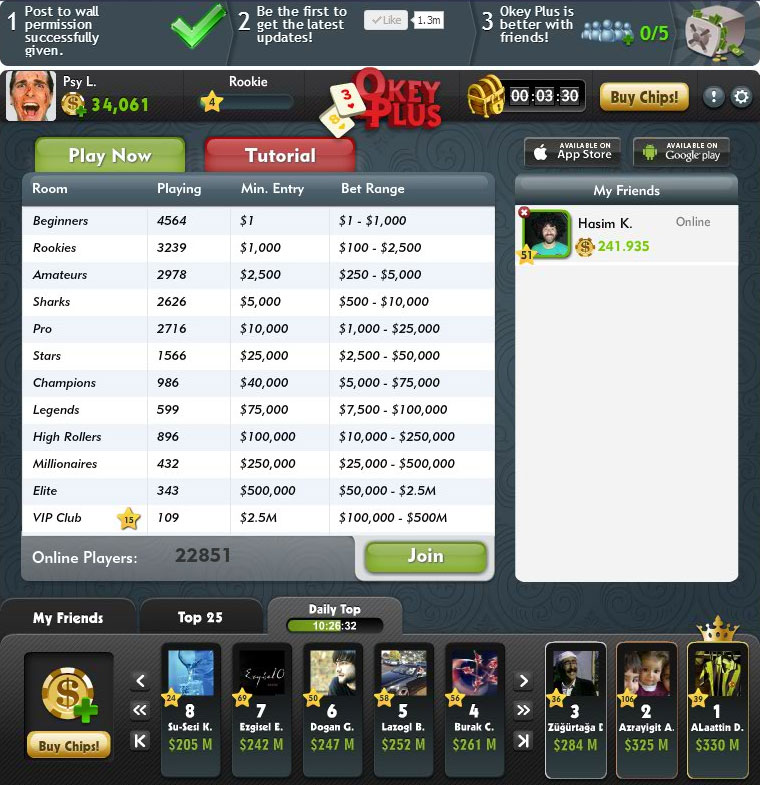 1 Post to wall
permission
successfully
given.
2 Be the first to
get the latest
updates!
Like 1.3m
3 Okey Plus is
better with
friends!
0/5
Psy L.
34,061
Rookie
4
3
8
OKEY
PLUS
00:03:30
Buy Chips!
Play Now
Tutorial
AVAILABLE ON
App Store
AVAILABLE ON
Google play
Room Playing Min. Entry Bet Range
Beginners 4564 $1 $1 - $1,000
Rookies 3239 $1,000 $100 - $2,500
Amateurs 2978 $2,500 $250 - $5,000
Sharks 2626 $5,000 $500 - $10,000
Pro 2716 $10,000 $1,000 - $25,000
Stars 1566 $25,000 $2,500 - $50,000
Champions 986 $40,000 $5,000 - $75,000
Legends 599 $75,000 $7,500 - $100,000
High Rollers 896 $100,000 $10,000 - $250,000
Millionaires 432 $250,000 $25,000 - $500,000
Elite 343 $500,000 $50,000 - $2.5M
VIP Club 15 109 $2.5M $100,000 - $500M
Online Players: 22851
Join
My Friends
Hasim K. Online
51
241.935
My Friends
Top 25
Daily Top
10:26:32
Buy Chips!
24
8
Su-Sesi K.
$205 M
Ezgisel Ö
69
7
Ezgisel E.
$242 M
50
6
Dogan G.
$247 M
58
5
Lazogl B.
$252 M
56
4
Burak C.
$261 M
36
3
Züğürtağa D
$284 M
106
2
Azrayigit A.
$325 M
39
1
ALaattin D.
$330 M